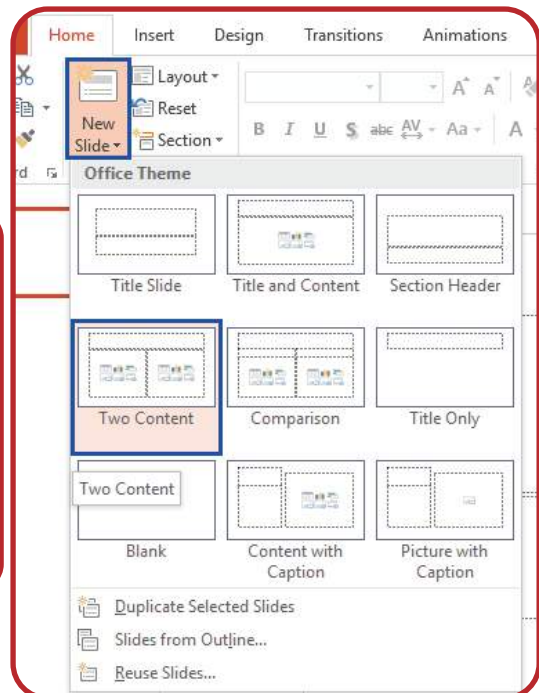 Home Insert Design Transitions Animations
Layout
Reset
New
Slide
Section
B I U S abc AV Aa A
rd
Office Theme
Title Slide Title and Content Section Header
Two Content Comparison Title Only
Two Content
Blank Content with Caption Picture with Caption
Duplicate Selected Slides
Slides from Outline...
Reuse Slides...